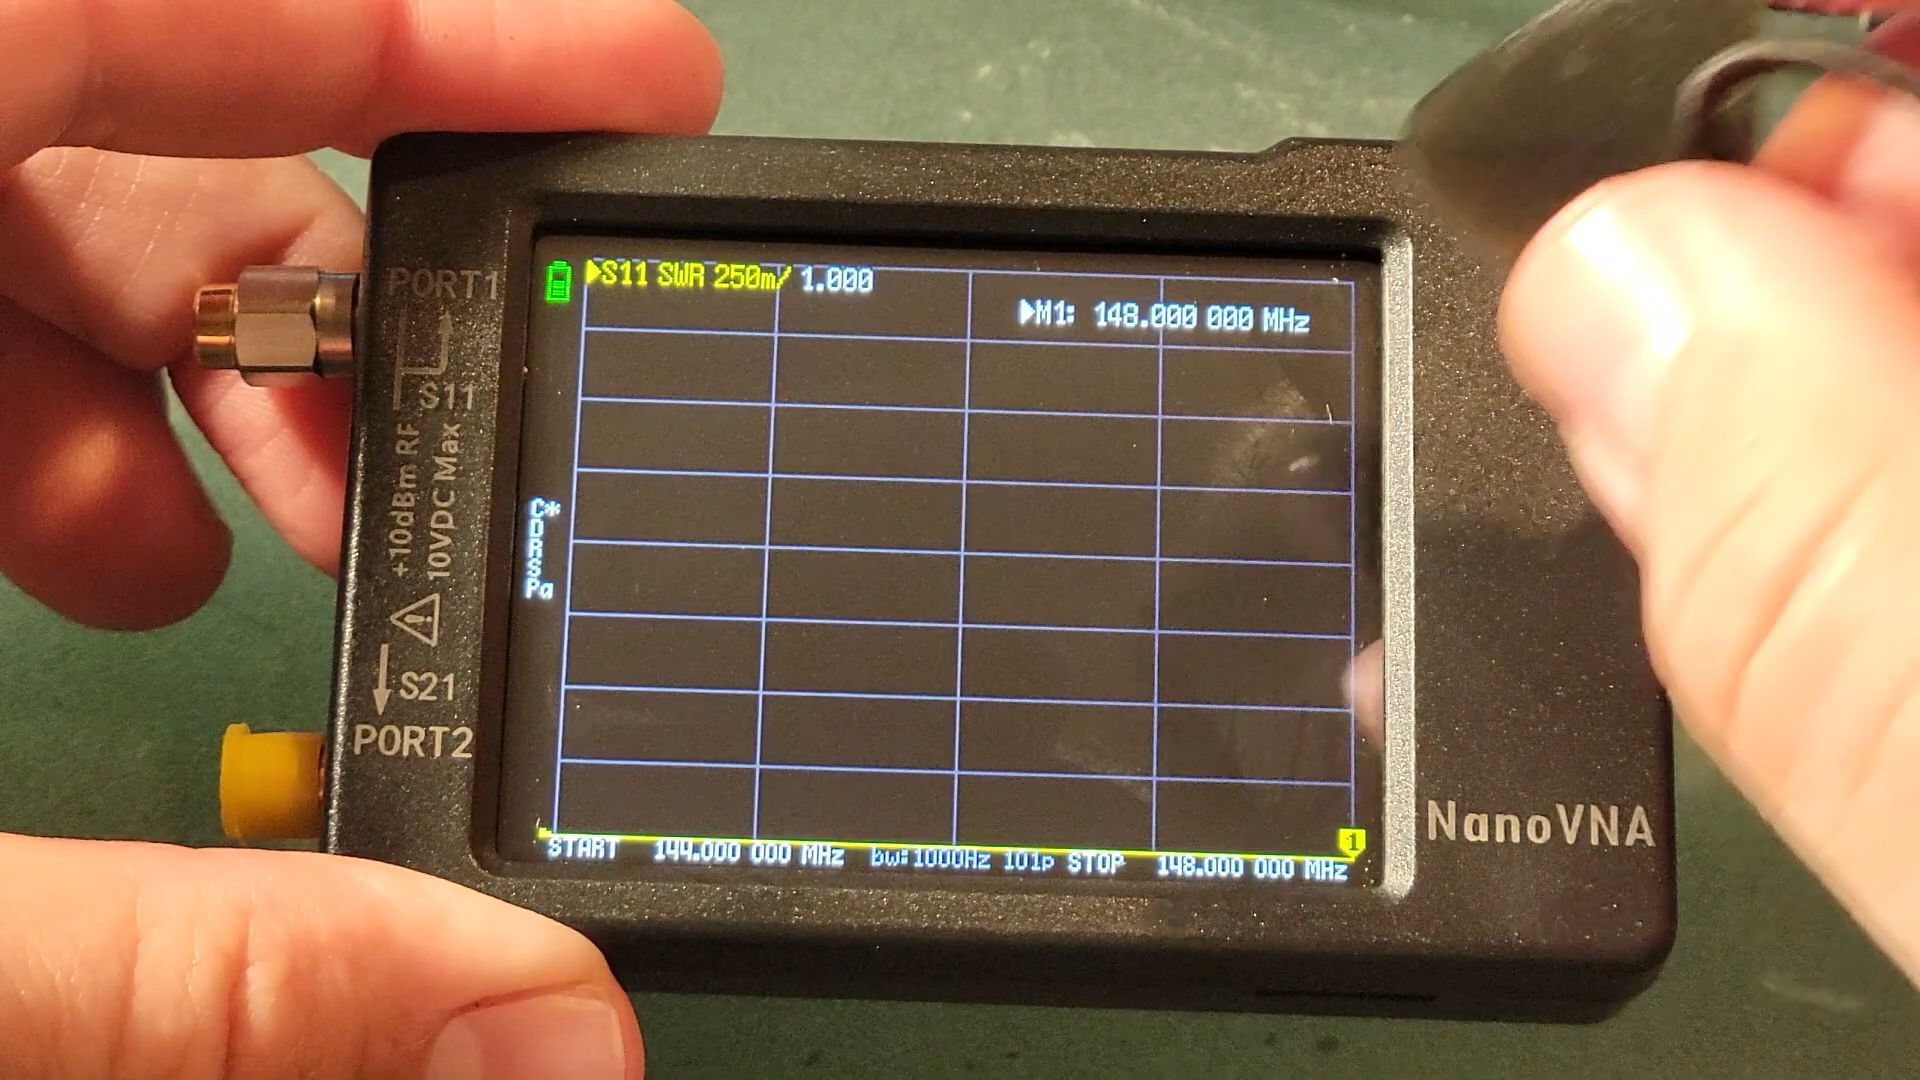 PORT1
S11
+10dBm RF
10VDC Max
S21
PORT2
▶S11 SWR 250m/ 1.000
▶M1: 148.000 000 MHz
C*
D
R
S
Pa
1
START 144.000 000 MHz bw:1000Hz 101p STOP 148.000 000 MHz
NanoVNA